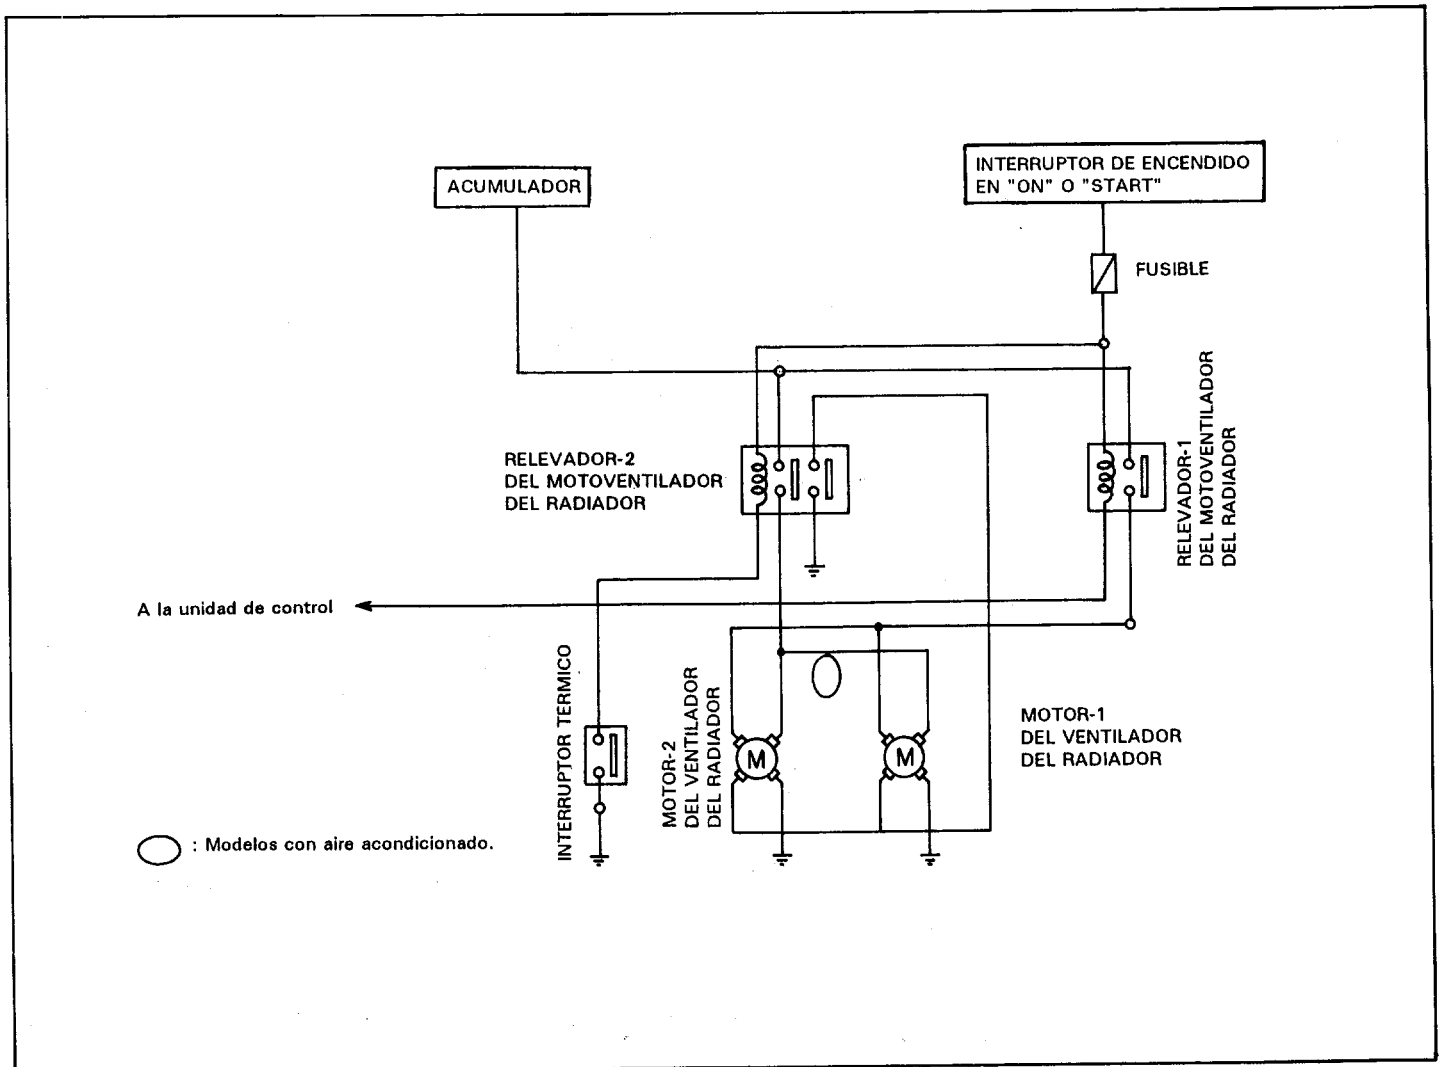 ACUMULADOR
INTERRUPTOR DE ENCENDIDO
EN "ON" O "START"
FUSIBLE
RELEVADOR-2
DEL MOTOVENTILADOR
DEL RADIADOR
RELEVADOR-1
DEL MOTOVENTILADOR
DEL RADIADOR
A la unidad de control
INTERRUPTOR TERMICO
MOTOR-2
DEL VENTILADOR
DEL RADIADOR
M
M
MOTOR-1
DEL VENTILADOR
DEL RADIADOR
: Modelos con aire acondicionado.